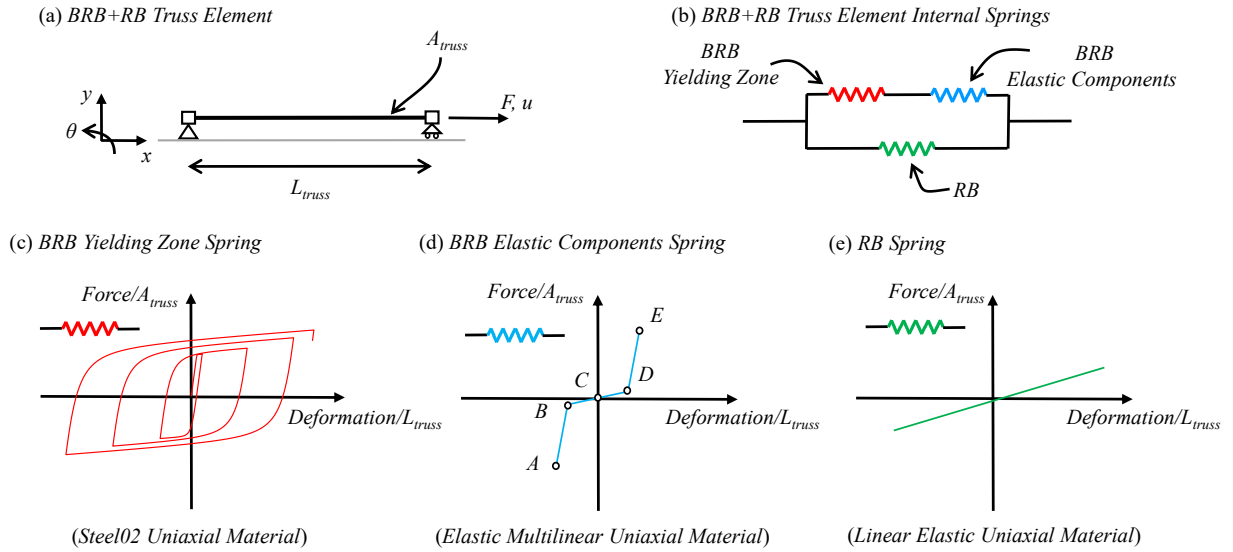 (a) BRB+RB Truss Element
A_truss
y
θ
x
F, u
L_truss
(b) BRB+RB Truss Element Internal Springs
BRB
Yielding Zone
BRB
Elastic Components
RB
(c) BRB Yielding Zone Spring
Force/A_truss
Deformation/L_truss
(Steel02 Uniaxial Material)
(d) BRB Elastic Components Spring
Force/A_truss
E
D
C
B
A
Deformation/L_truss
(Elastic Multilinear Uniaxial Material)
(e) RB Spring
Force/A_truss
Deformation/L_truss
(Linear Elastic Uniaxial Material)